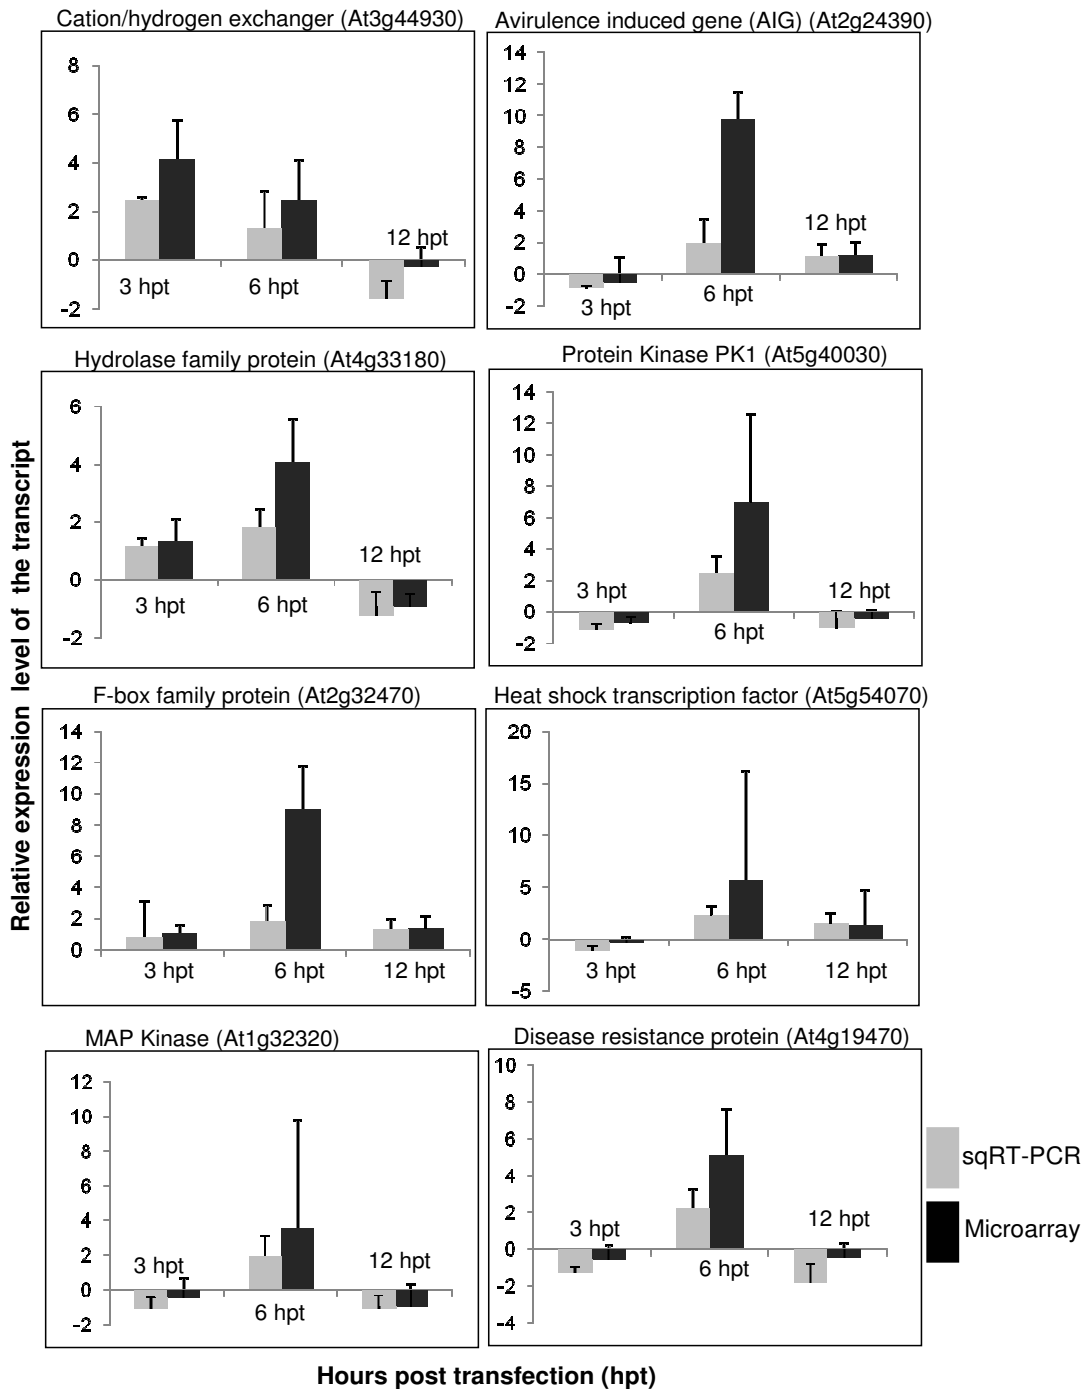 Cation/hydrogen exchanger (At3g44930)
8
6
4
2
0
-2
3 hpt
6 hpt
12 hpt
Avirulence induced gene (AIG) (At2g24390)
14
12
10
8
6
4
2
0
-2
3 hpt
6 hpt
12 hpt
Hydrolase family protein (At4g33180)
6
4
2
0
-2
3 hpt
6 hpt
12 hpt
Protein Kinase PK1 (At5g40030)
14
12
10
8
6
4
2
0
-2
3 hpt
6 hpt
12 hpt
Relative expression level of the transcript
F-box family protein (At2g32470)
14
12
10
8
6
4
2
0
3 hpt
6 hpt
12 hpt
Heat shock transcription factor (At5g54070)
20
15
10
5
0
-5
3 hpt
6 hpt
12 hpt
MAP Kinase (At1g32320)
12
10
8
6
4
2
0
-2
3 hpt
6 hpt
12 hpt
Disease resistance protein (At4g19470)
10
8
6
4
2
0
-2
-4
3 hpt
6 hpt
12 hpt
sqRT-PCR
Microarray
Hours post transfection (hpt)